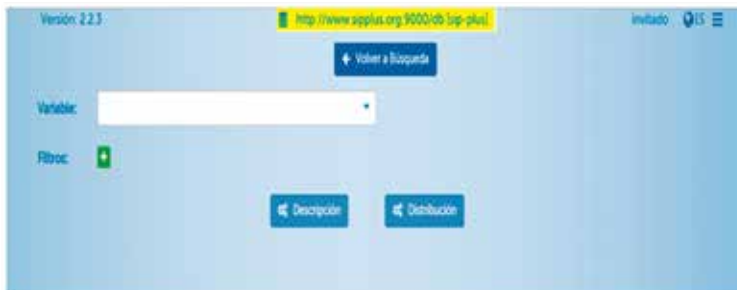 Versión: 2.2.3 http://www.sipplus.org:9000/db [sip-plus] invitado ES
Volver a Búsqueda
Variable:
Filtros: +
Descripción Distribución